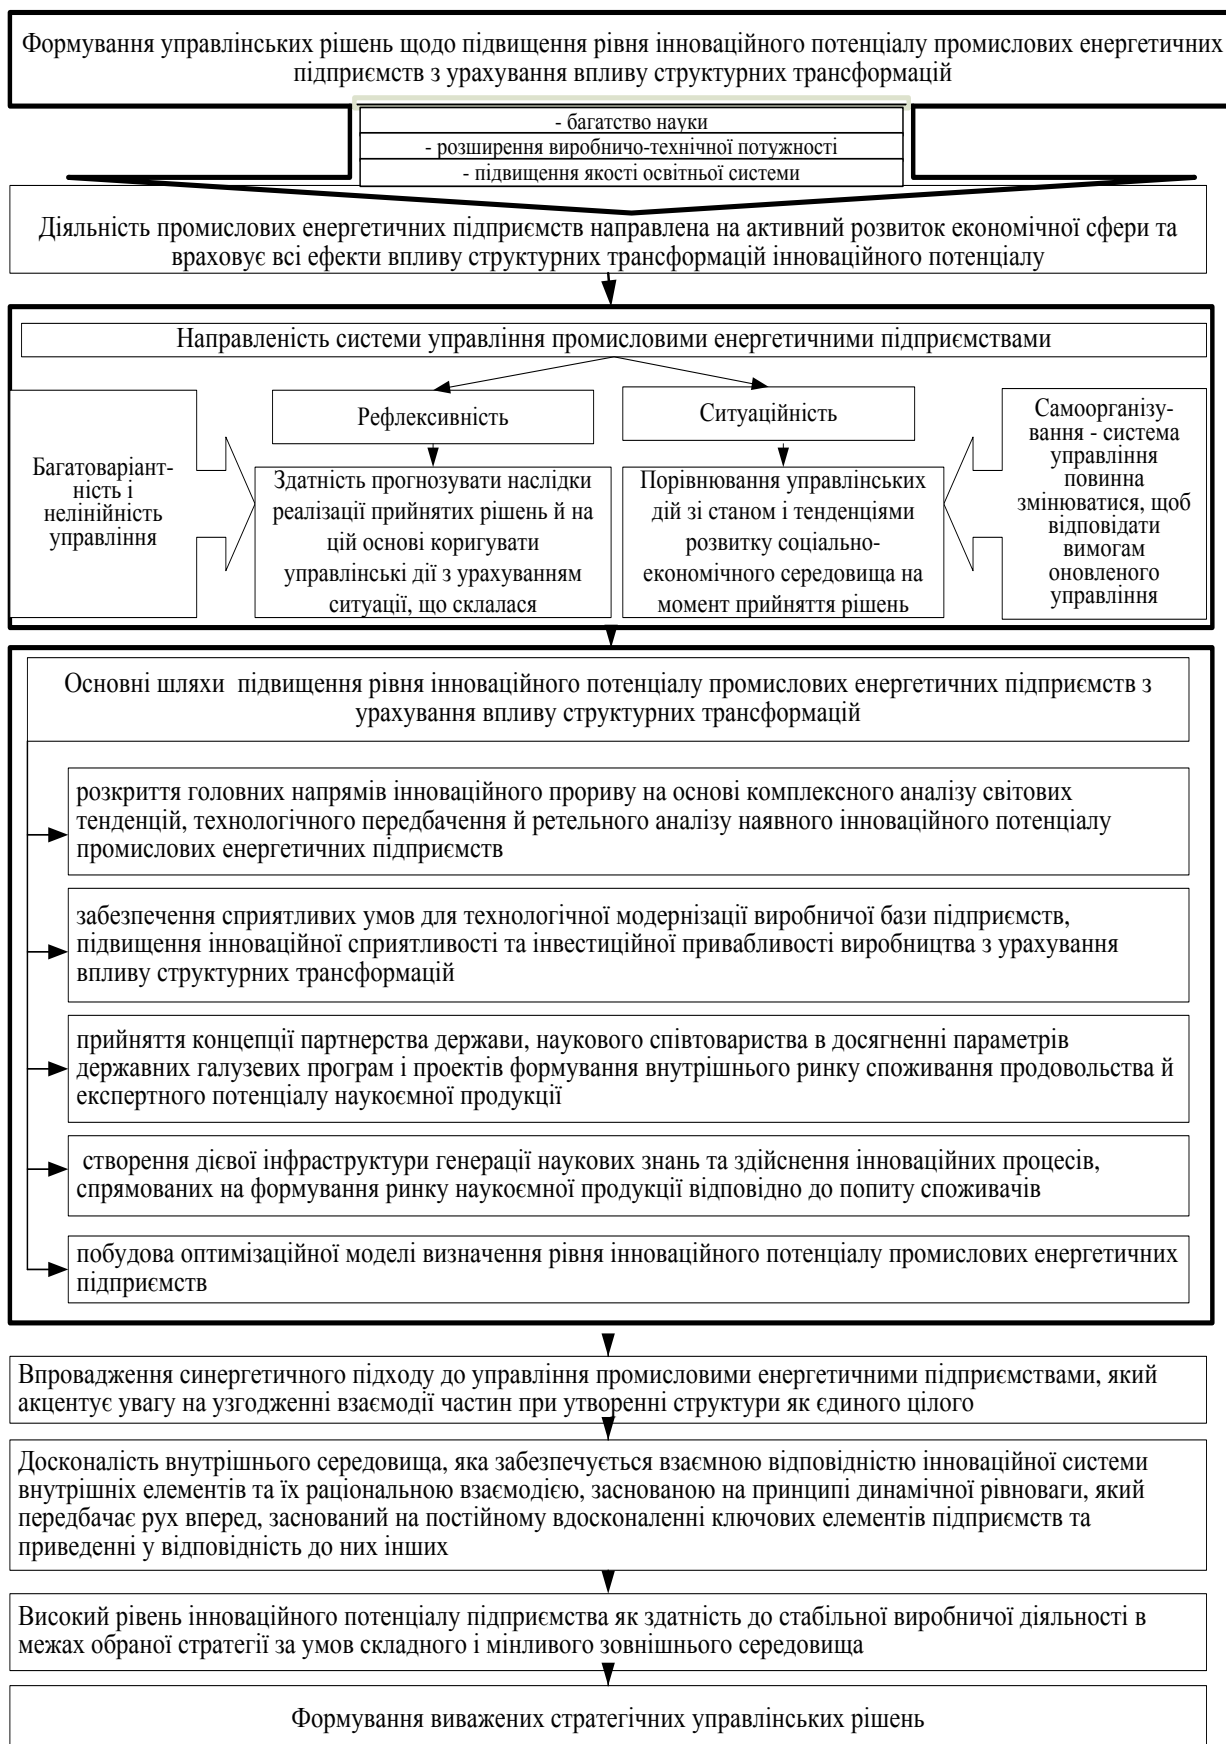 Формування управлінських рішень щодо підвищення рівня інноваційного потенціалу промислових енергетичних
підприємств з урахування впливу структурних трансформацій
- багатство науки
- розширення виробничо-технічної потужності
- підвищення якості освітньої системи
Діяльність промислових енергетичних підприємств направлена на активний розвиток економічної сфери та
враховує всі ефекти впливу структурних трансформацій інноваційного потенціалу
Направленість системи управління промисловими енергетичними підприємствами
Багатоваріант-
ність і
нелінійність
управління
Рефлексивність
Здатність прогнозувати наслідки
реалізації прийнятих рішень й на
цій основі коригувати
управлінські дії з урахуванням
ситуації, що склалася
Ситуаційність
Порівнювання управлінських
дій зі станом і тенденціями
розвитку соціально-
економічного середовища на
момент прийняття рішень
Самоорганізу-
вання - система
управління
повинна
змінюватися, щоб
відповідати
вимогам
оновленого
управління
Основні шляхи підвищення рівня інноваційного потенціалу промислових енергетичних підприємств з
урахування впливу структурних трансформацій
розкриття головних напрямів інноваційного прориву на основі комплексного аналізу світових
тенденцій, технологічного передбачення й ретельного аналізу наявного інноваційного потенціалу
промислових енергетичних підприємств
забезпечення сприятливих умов для технологічної модернізації виробничої бази підприємств,
підвищення інноваційної сприятливості та інвестиційної привабливості виробництва з урахування
впливу структурних трансформацій
прийняття концепції партнерства держави, наукового співтовариства в досягненні параметрів
державних галузевих програм і проектів формування внутрішнього ринку споживання продовольства й
експертного потенціалу наукоємної продукції
створення дієвої інфраструктури генерації наукових знань та здійснення інноваційних процесів,
спрямованих на формування ринку наукоємної продукції відповідно до попиту споживачів
побудова оптимізаційної моделі визначення рівня інноваційного потенціалу промислових енергетичних
підприємств
Впровадження синергетичного підходу до управління промисловими енергетичними підприємствами, який
акцентує увагу на узгодженні взаємодії частин при утворенні структури як єдиного цілого
Досконалість внутрішнього середовища, яка забезпечується взаємною відповідністю інноваційної системи
внутрішніх елементів та їх раціональною взаємодією, заснованою на принципі динамічної рівноваги, який
передбачає рух вперед, заснований на постійному вдосконаленні ключових елементів підприємств та
приведенні у відповідність до них інших
Високий рівень інноваційного потенціалу підприємства як здатність до стабільної виробничої діяльності в
межах обраної стратегії за умов складного і мінливого зовнішнього середовища
Формування виважених стратегічних управлінських рішень